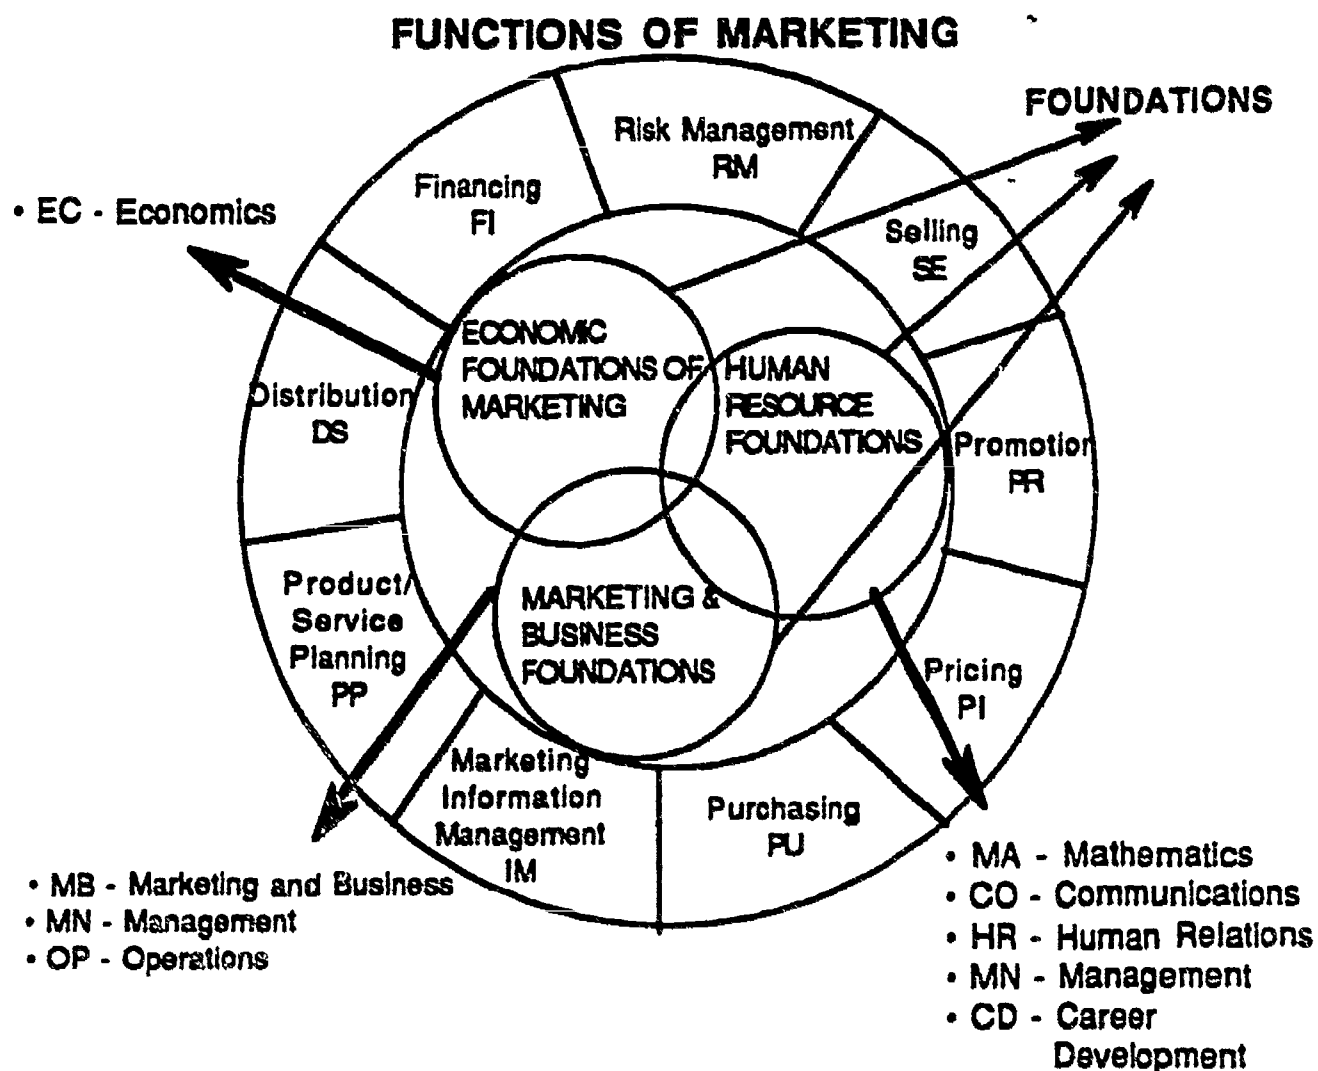 FUNCTIONS OF MARKETING
FOUNDATIONS
Risk Management
RM
Financing
FI
• EC - Economics
Selling
SE
ECONOMIC
FOUNDATIONS OF
MARKETING
HUMAN
RESOURCE
FOUNDATIONS
Distribution
DS
Promotion
PR
Product/
Service
Planning
PP
MARKETING &
BUSINESS
FOUNDATIONS
Pricing
PI
Marketing
Information
Management
IM
Purchasing
PU
• MB - Marketing and Business
• MN - Management
• OP - Operations
• MA - Mathematics
• CO - Communications
• HR - Human Relations
• MN - Management
• CD - Career
Development